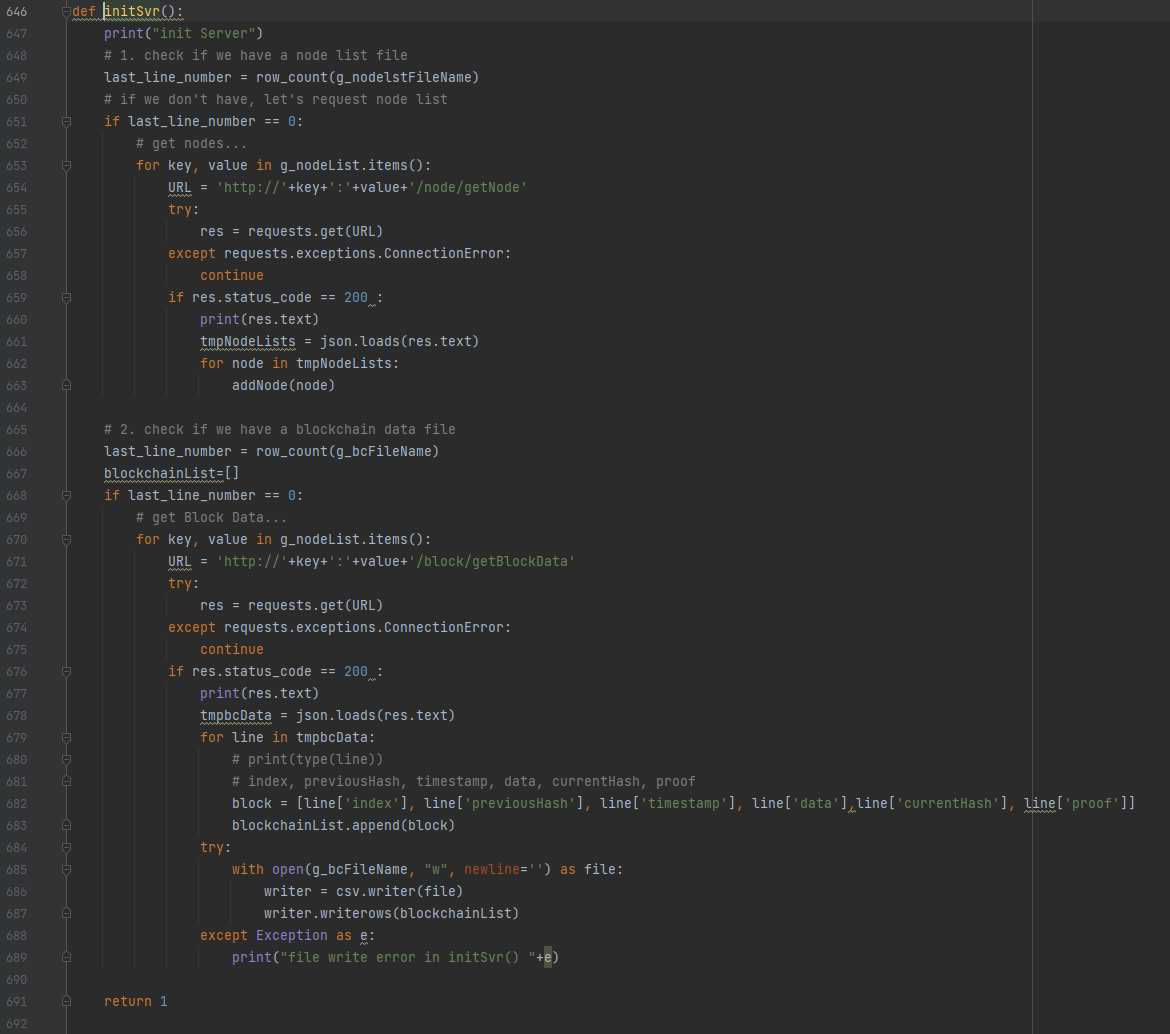 646 def initSvr():
647     print("init Server")
648     # 1. check if we have a node list file
649     last_line_number = row_count(g_nodelstFileName)
650     # if we don't have, let's request node list
651     if last_line_number == 0:
652         # get nodes...
653         for key, value in g_nodeList.items():
654             URL = 'http://'+key+':'+value+'/node/getNode'
655             try:
656                 res = requests.get(URL)
657             except requests.exceptions.ConnectionError:
658                 continue
659             if res.status_code == 200 :
660                 print(res.text)
661                 tmpNodeLists = json.loads(res.text)
662                 for node in tmpNodeLists:
663                     addNode(node)
664
665     # 2. check if we have a blockchain data file
666     last_line_number = row_count(g_bcFileName)
667     blockchainList=[]
668     if last_line_number == 0:
669         # get Block Data...
670         for key, value in g_nodeList.items():
671             URL = 'http://'+key+':'+value+'/block/getBlockData'
672             try:
673                 res = requests.get(URL)
674             except requests.exceptions.ConnectionError:
675                 continue
676             if res.status_code == 200 :
677                 print(res.text)
678                 tmpbcData = json.loads(res.text)
679                 for line in tmpbcData:
680                     # print(type(line))
681                     # index, previousHash, timestamp, data, currentHash, proof
682                     block = [line['index'], line['previousHash'], line['timestamp'], line['data'],line['currentHash'], line['proof']]
683                     blockchainList.append(block)
684                 try:
685                     with open(g_bcFileName, "w", newline='') as file:
686                         writer = csv.writer(file)
687                         writer.writerows(blockchainList)
688                 except Exception as e:
689                     print("file write error in initSvr() "+e)
690
691     return 1
692